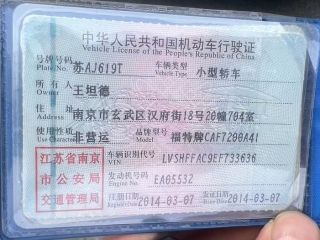 中华人民共和国机动车行驶证
Vehicle License of the People's Republic of China
号牌号码 苏AJ619T 车辆类型 小型轿车
Plate No. Vehicle Type
所有人 王坦德
Owner
住址 南京市玄武区汉府街18号20幢704室
Address
使用性质 非营运 品牌型号 福特牌CAF7200A41
Use Character Model
江苏省南京
市公安局
交通管理局
车辆识别代号 LVSHFFAC9EF733636
VIN
发动机号码 EA05532
Engine No.
注册日期 2014-03-07 发证日期 2014-03-07
Register Date Issue Date